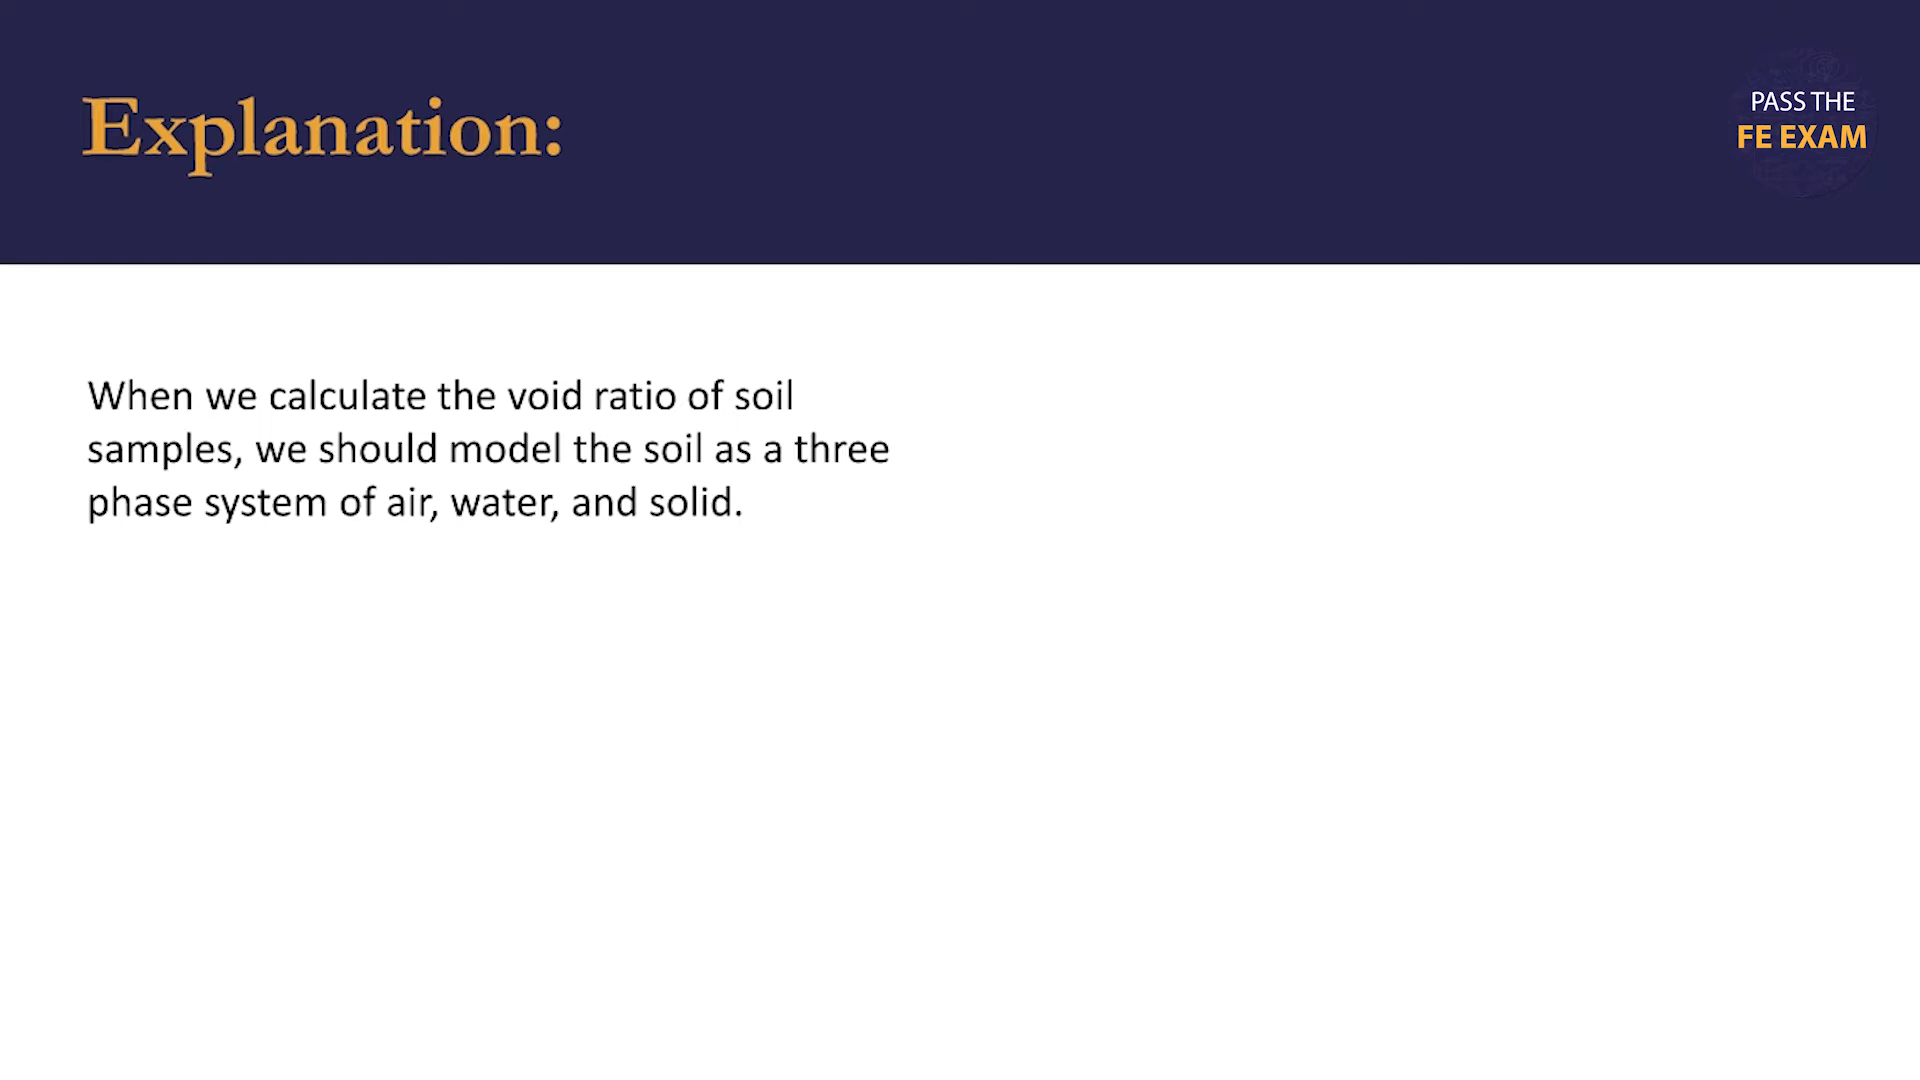 Explanation:
PASS THE
FE EXAM
When we calculate the void ratio of soil
samples, we should model the soil as a three
phase system of air, water, and solid.